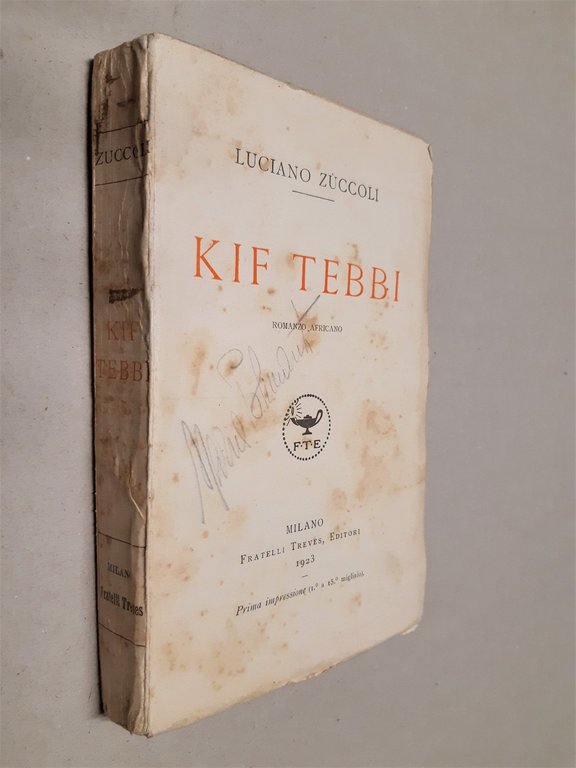 ZUCCOLI
KIF
TEBBI
MILANO
Fratelli Treves
LUCIANO ZÙCCOLI
KIF TEBBI
ROMANZO AFRICANO
F·T·E
MILANO
FRATELLI TREVES, EDITORI
1923
Prima impressione (1.º a 15.º migliaio).